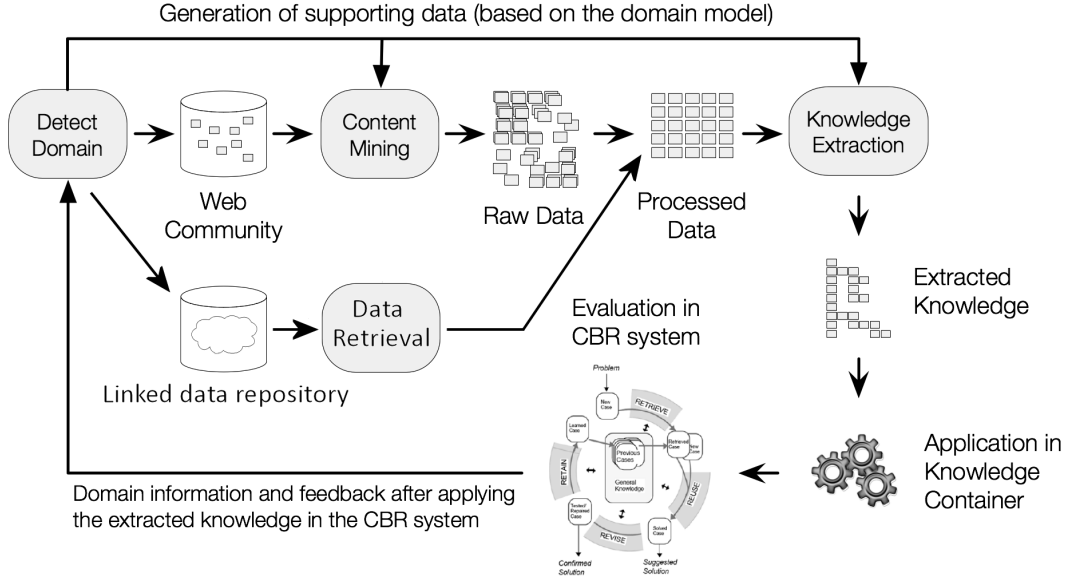 Generation of supporting data (based on the domain model)
Detect
Domain
Content
Mining
Knowledge
Extraction
Web
Community
Raw Data
Processed
Data
Extracted
Knowledge
Data
Retrieval
Linked data repository
Evaluation in
CBR system
Problem
New
Case
RETRIEVE
Learned
Case
Retrieved
Case
New
Case
Previous
Cases
General
Knowledge
RETAIN
REUSE
Tested/
Repaired
Case
Solved
Case
REVISE
Confirmed
Solution
Suggested
Solution
Application in
Knowledge
Container
Domain information and feedback after applying
the extracted knowledge in the CBR system